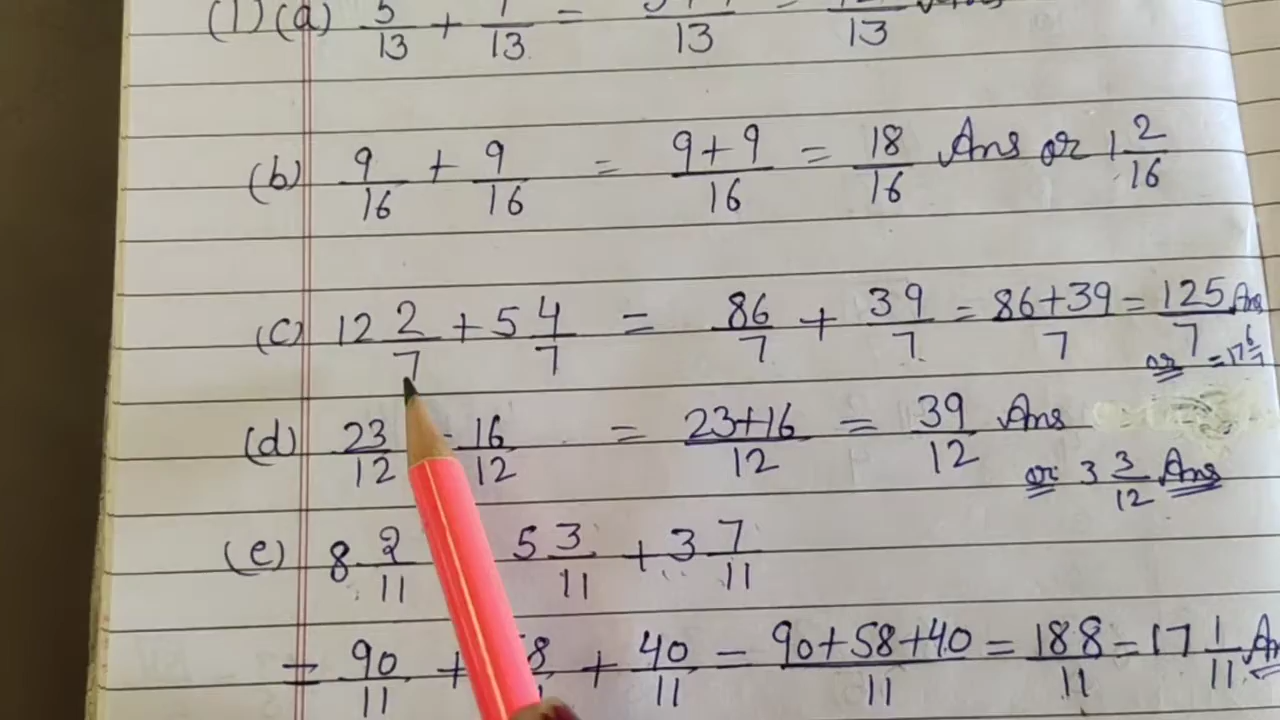 (1)(a) 5/13 + 7/13 = /13 = /13
(b) 9/16 + 9/16 = 9+9/16 = 18/16 Ans or 1 2/16
(c) 12 2/7 + 5 4/7 = 86/7 + 39/7 = 86+39/7 = 125/7 Ans
or = 17 6/7
(d) 23/12 16/12 = 23+16/12 = 39/12 Ans
or 3 3/12 Ans
(e) 8 2/11 5 3/11 + 3 7/11
= 90/11 + 8/11 + 40/11 = 90+58+40/11 = 188/11 = 17 1/11 An